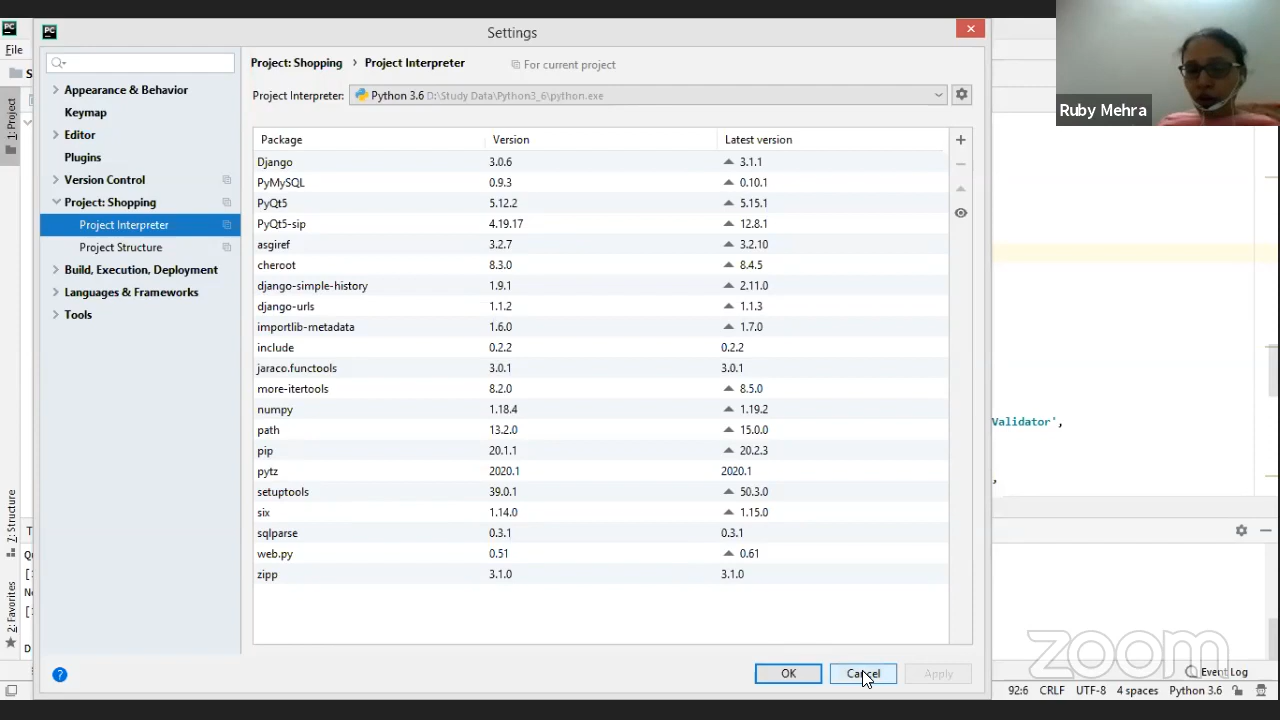 PC
Settings
File
Project: Shopping > Project Interpreter
For current project
Project Interpreter: Python 3.6 D:\Study Data\Python3_6\python.exe
Appearance & Behavior
Keymap
Editor
Plugins
Version Control
Project: Shopping
Project Interpreter
Project Structure
Build, Execution, Deployment
Languages & Frameworks
Tools
Package Version Latest version
Django 3.0.6 3.1.1
PyMySQL 0.9.3 0.10.1
PyQt5 5.12.2 5.15.1
PyQt5-sip 4.19.17 12.8.1
asgiref 3.2.7 3.2.10
cheroot 8.3.0 8.4.5
django-simple-history 1.9.1 2.11.0
django-urls 1.1.2 1.1.3
importlib-metadata 1.6.0 1.7.0
include 0.2.2 0.2.2
jaraco.functools 3.0.1 3.0.1
more-itertools 8.2.0 8.5.0
numpy 1.18.4 1.19.2
path 13.2.0 15.0.0
pip 20.1.1 20.2.3
pytz 2020.1 2020.1
setuptools 39.0.1 50.3.0
six 1.14.0 1.15.0
sqlparse 0.3.1 0.3.1
web.py 0.51 0.61
zipp 3.1.0 3.1.0
OK Cancel Apply
Ruby Mehra
Validator',
1: Project
Z: Structure
2: Favorites
zoom
Event Log
92:6 CRLF UTF-8 4 spaces Python 3.6